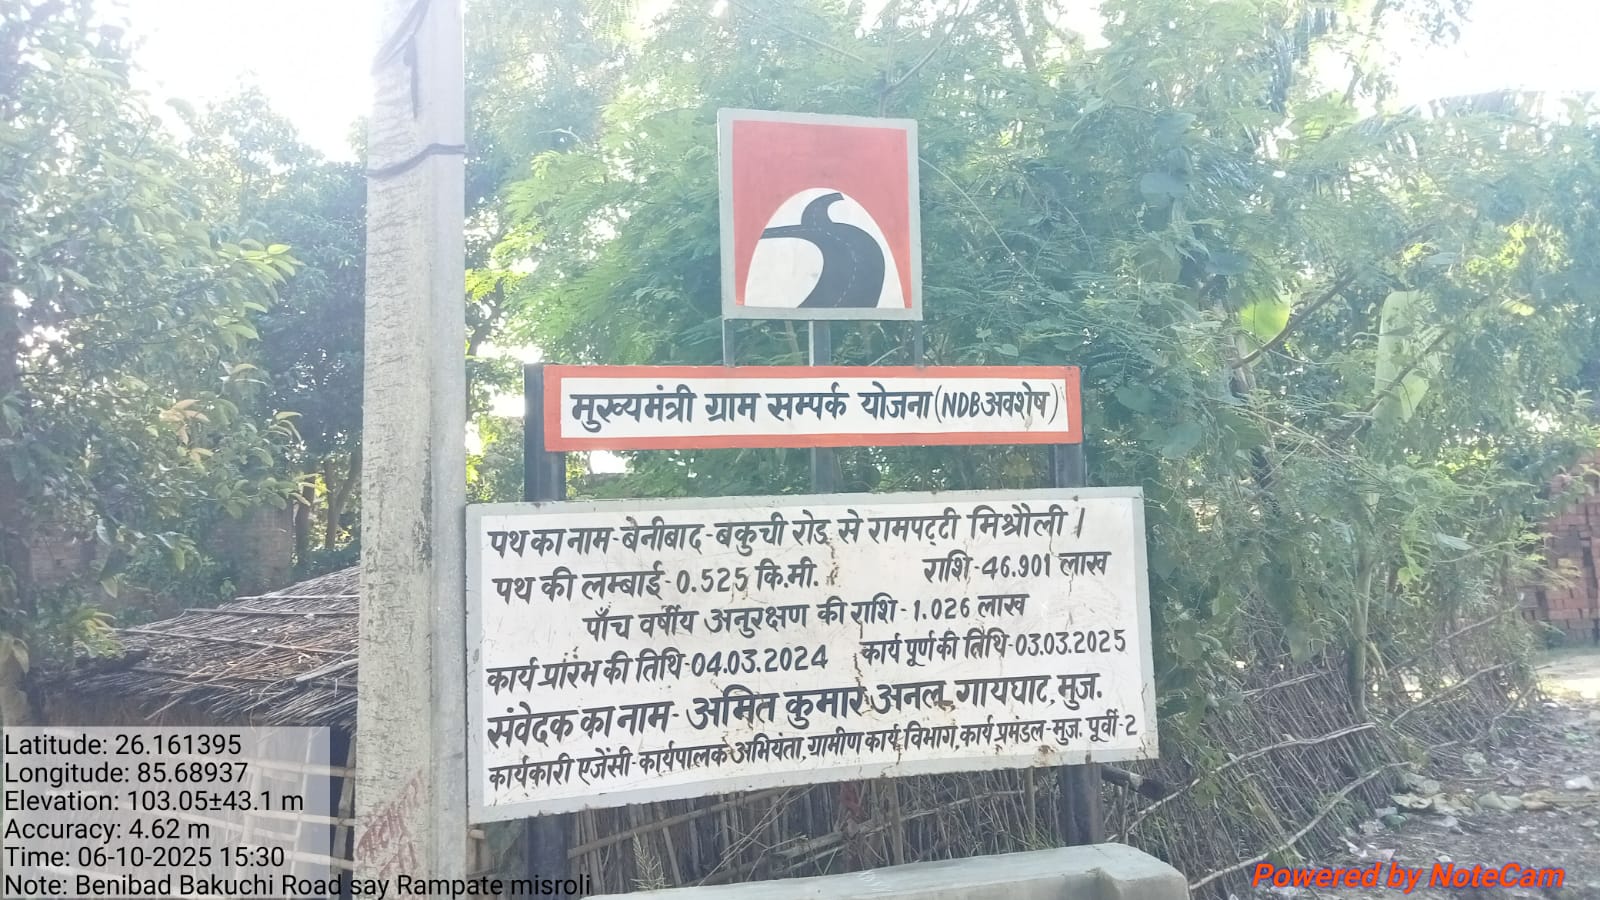 मुख्यमंत्री ग्राम सम्पर्क योजना (NDB अवशेष)
पथ का नाम - बेनीबाद - बकुची रोड से रामपट्टी मिश्रौली ।
पथ की लम्बाई - 0.525 कि.मी. राशि - 46.901 लाख
पाँच वर्षीय अनुरक्षण की राशि - 1.026 लाख
कार्य प्रारंभ की तिथि - 04.03.2024 कार्य पूर्ण की तिथि - 03.03.2025
संवेदक का नाम - अमित कुमार अनल, गायघाट, मुज.
कार्यकारी एजेंसी - कार्यपालक अभियंता, ग्रामीण कार्य विभाग, कार्य प्रमंडल - मुज. पूर्वी - 2
Latitude: 26.161395
Longitude: 85.68937
Elevation: 103.05±43.1 m
Accuracy: 4.62 m
Time: 06-10-2025 15:30
Note: Benibad Bakuchi Road say Rampate misroli
Powered by NoteCam